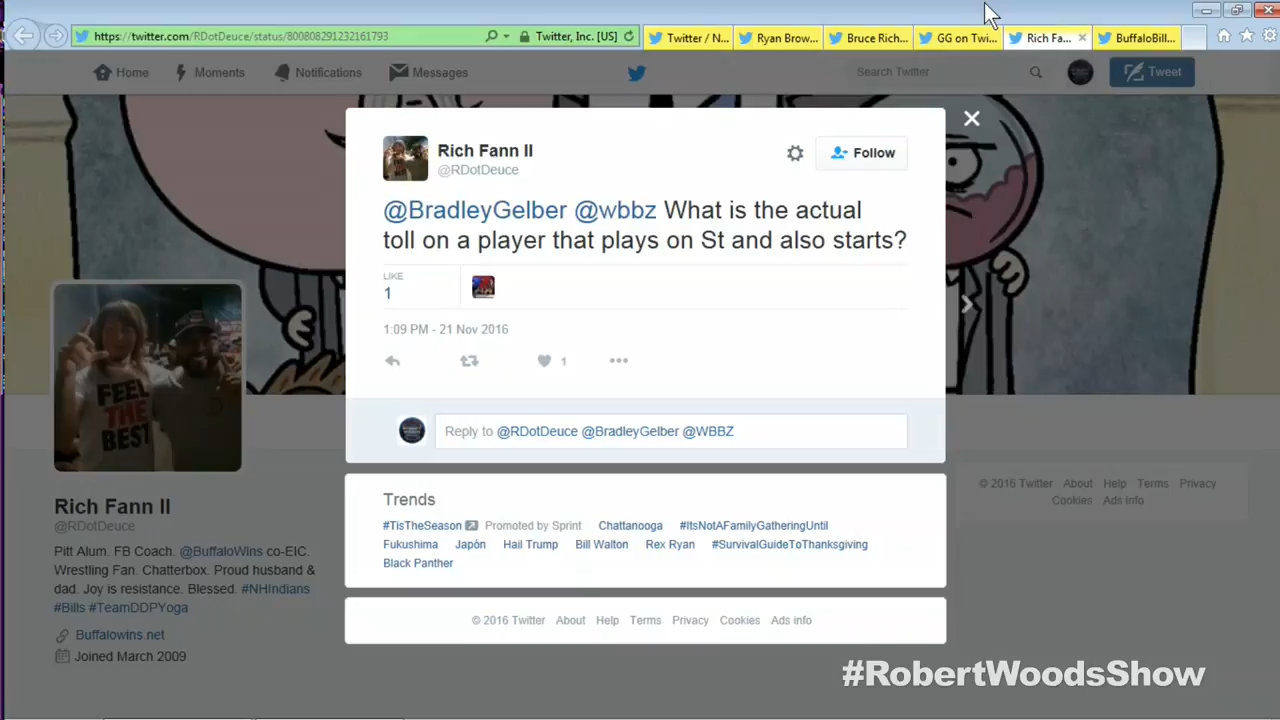 https://twitter.com/RDotDeuce/status/800808291232161793
Twitter, Inc. [US]
Twitter / N...
Ryan Brow...
Bruce Rich...
GG on Twi...
Rich Fa...
BuffaloBill...
Home
Moments
Notifications
Messages
Search Twitter
Tweet
Rich Fann II
@RDotDeuce
Follow
@BradleyGelber @wbbz What is the actual
toll on a player that plays on St and also starts?
LIKE
1
1:09 PM - 21 Nov 2016
1
Reply to @RDotDeuce @BradleyGelber @WBBZ
FEEL
THE
BEST
Rich Fann II
@RDotDeuce
Pitt Alum. FB Coach. @BuffaloWins co-EIC.
Wrestling Fan. Chatterbox. Proud husband &
dad. Joy is resistance. Blessed. #NHIndians
#Bills #TeamDDPYoga
Buffalowins.net
Joined March 2009
Trends
#TisTheSeason Promoted by Sprint Chattanooga #ItsNotAFamilyGatheringUntil
Fukushima Japón Hail Trump Bill Walton Rex Ryan #SurvivalGuideToThanksgiving
Black Panther
© 2016 Twitter About Help Terms Privacy Cookies Ads info
© 2016 Twitter About Help Terms Privacy
Cookies Ads info
#RobertWoodsShow